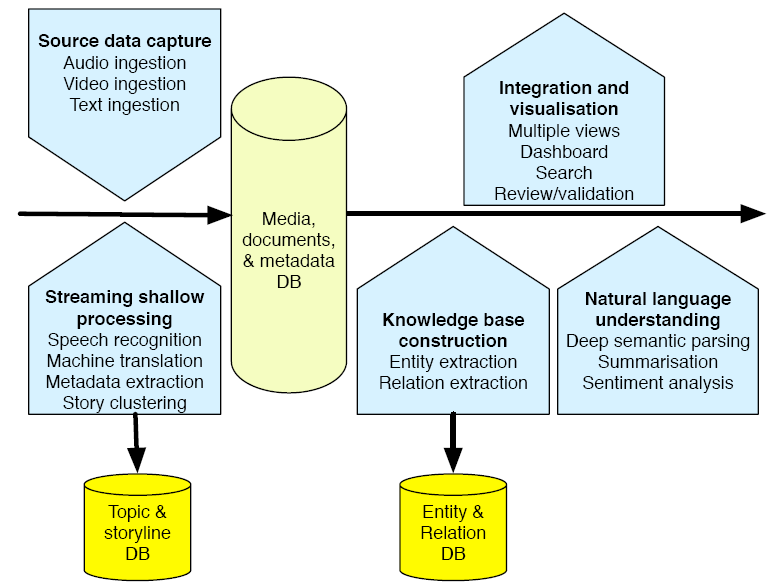 Source data capture
Audio ingestion
Video ingestion
Text ingestion
Integration and
visualisation
Multiple views
Dashboard
Search
Review/validation
Media,
documents,
& metadata
DB
Streaming shallow
processing
Speech recognition
Machine translation
Metadata extraction
Story clustering
Knowledge base
construction
Entity extraction
Relation extraction
Natural language
understanding
Deep semantic parsing
Summarisation
Sentiment analysis
Topic &
storyline
DB
Entity &
Relation
DB